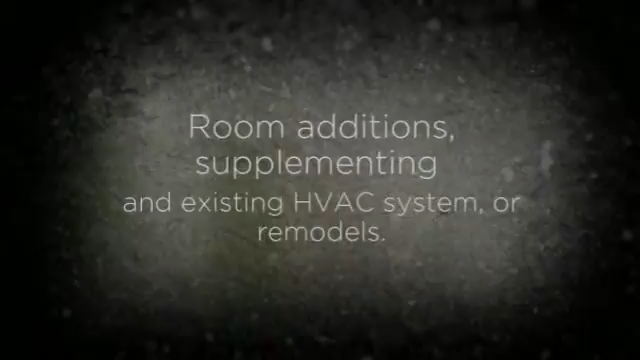 Room additions,
supplementing
and existing HVAC system, or
remodels.